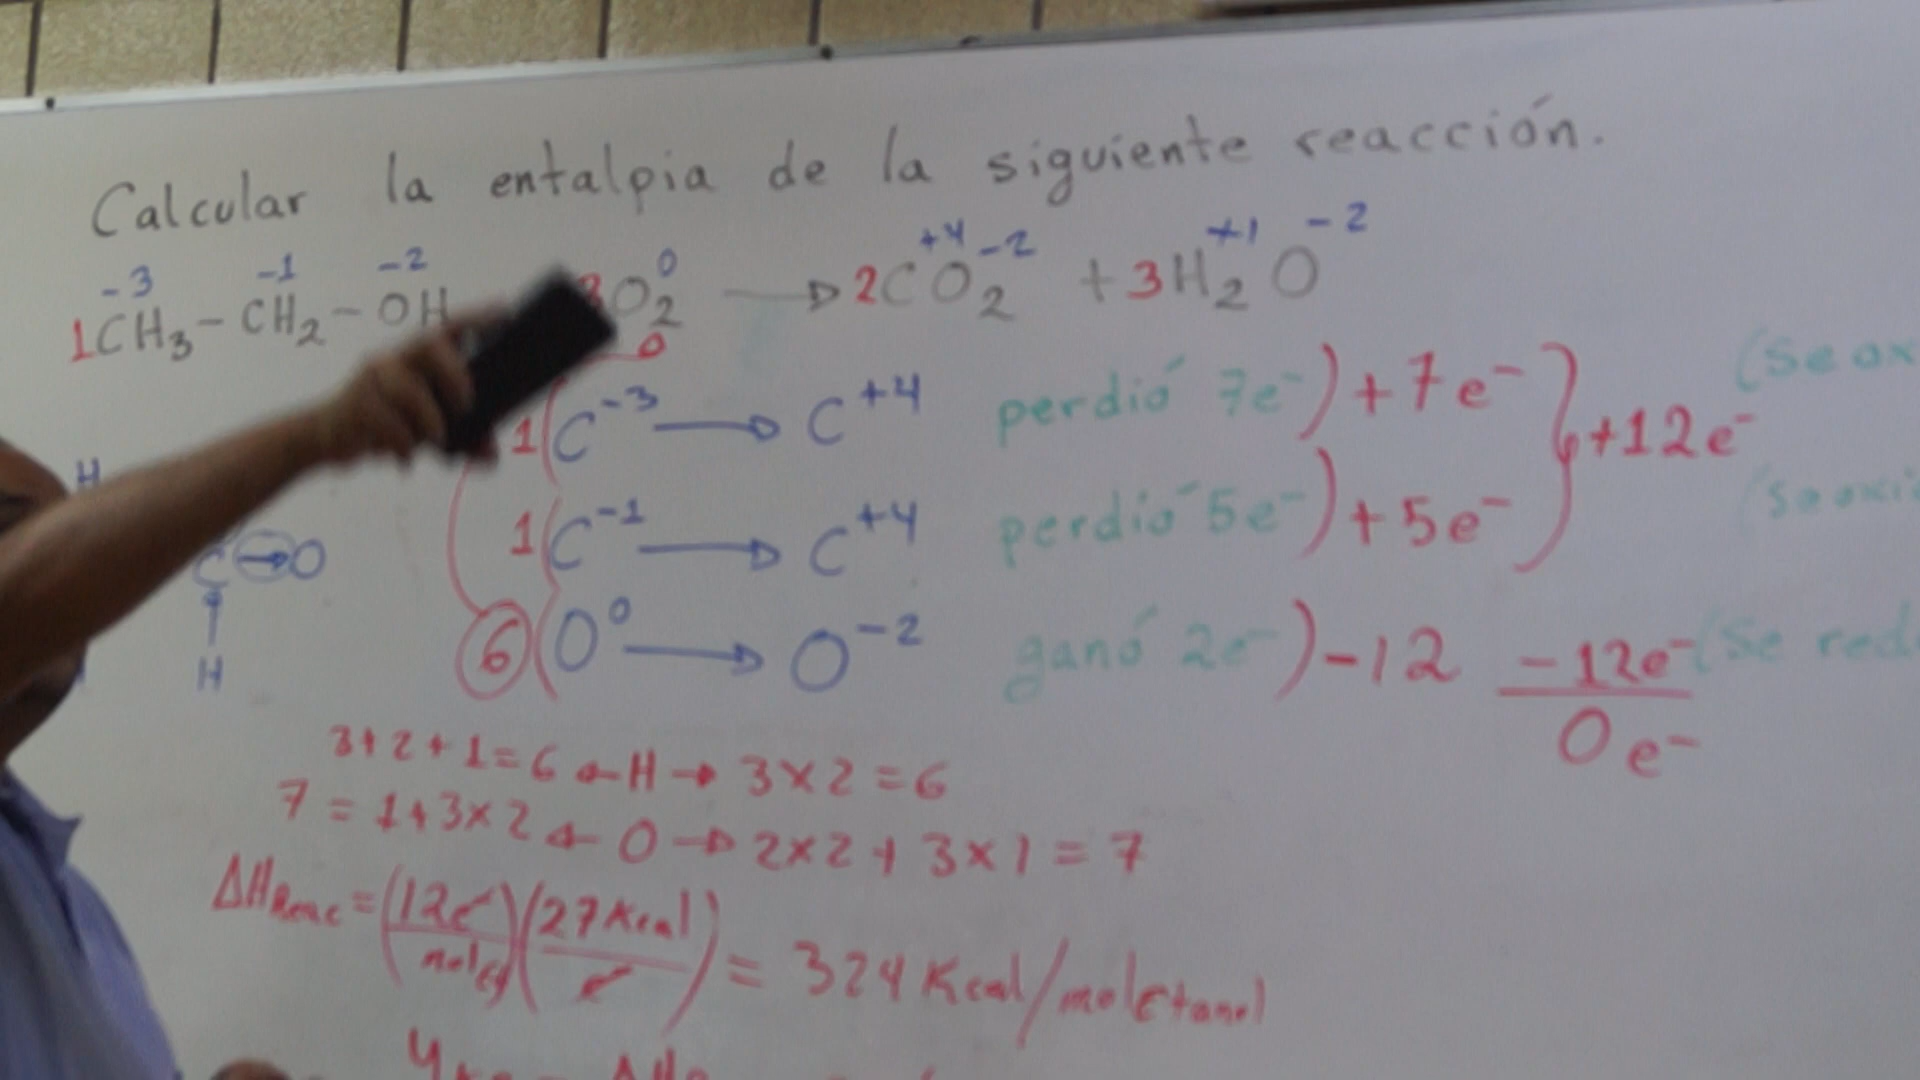 Calcular la entalpia de la siguiente reacción.
-3 -1 -2 0 +4 -2 +1 -2
1CH3-CH2-OH 3O2 → 2CO2 + 3H2O
0
1(C⁻³ → C⁺⁴ perdió 7e⁻)+7e⁻ }+12e⁻ (Se ox
1(C⁻¹ → C⁺⁴ perdió 5e⁻)+5e⁻ (Se oxi
6(O⁰ → O⁻² ganó 2e⁻)-12 -12e⁻ (Se red
0e⁻
H
C→O
H
3+2+1=6 ← H → 3×2=6
7=1+3×2 ← O → 2×2+3×1=7
ΔHReac = (12e⁻/mol)(27Kcal/e⁻) = 324 Kcal/mol Etanol